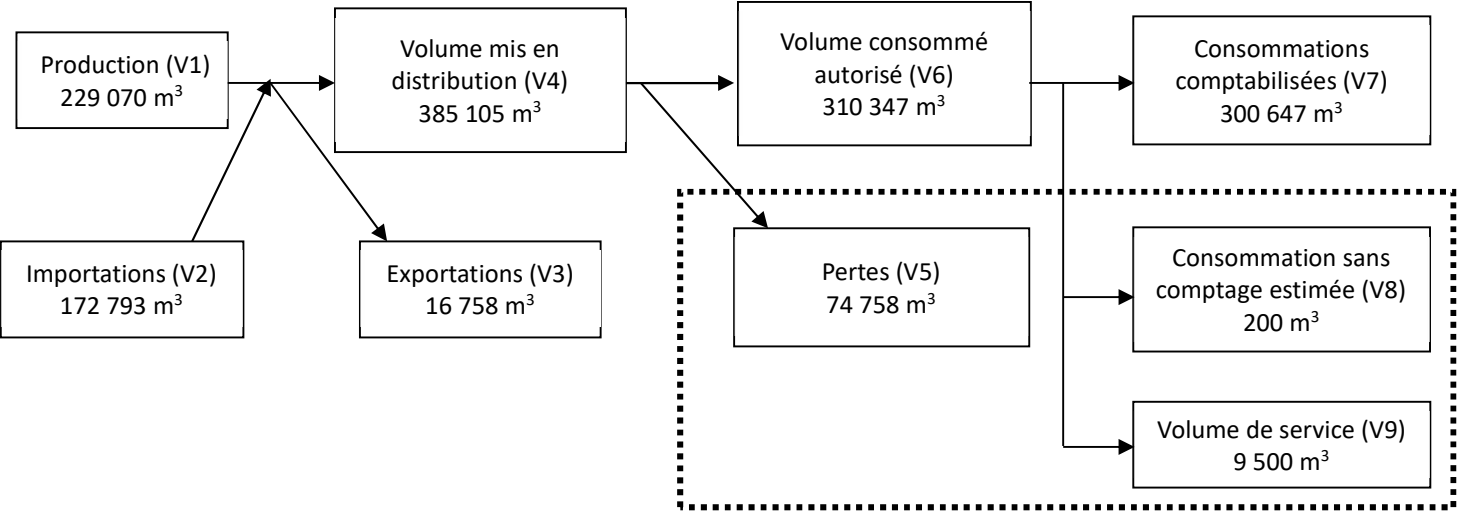 Production (V1)
229 070 m³
Volume mis en
distribution (V4)
385 105 m³
Volume consommé
autorisé (V6)
310 347 m³
Consommations
comptabilisées (V7)
300 647 m³
Importations (V2)
172 793 m³
Exportations (V3)
16 758 m³
Pertes (V5)
74 758 m³
Consommation sans
comptage estimée (V8)
200 m³
Volume de service (V9)
9 500 m³